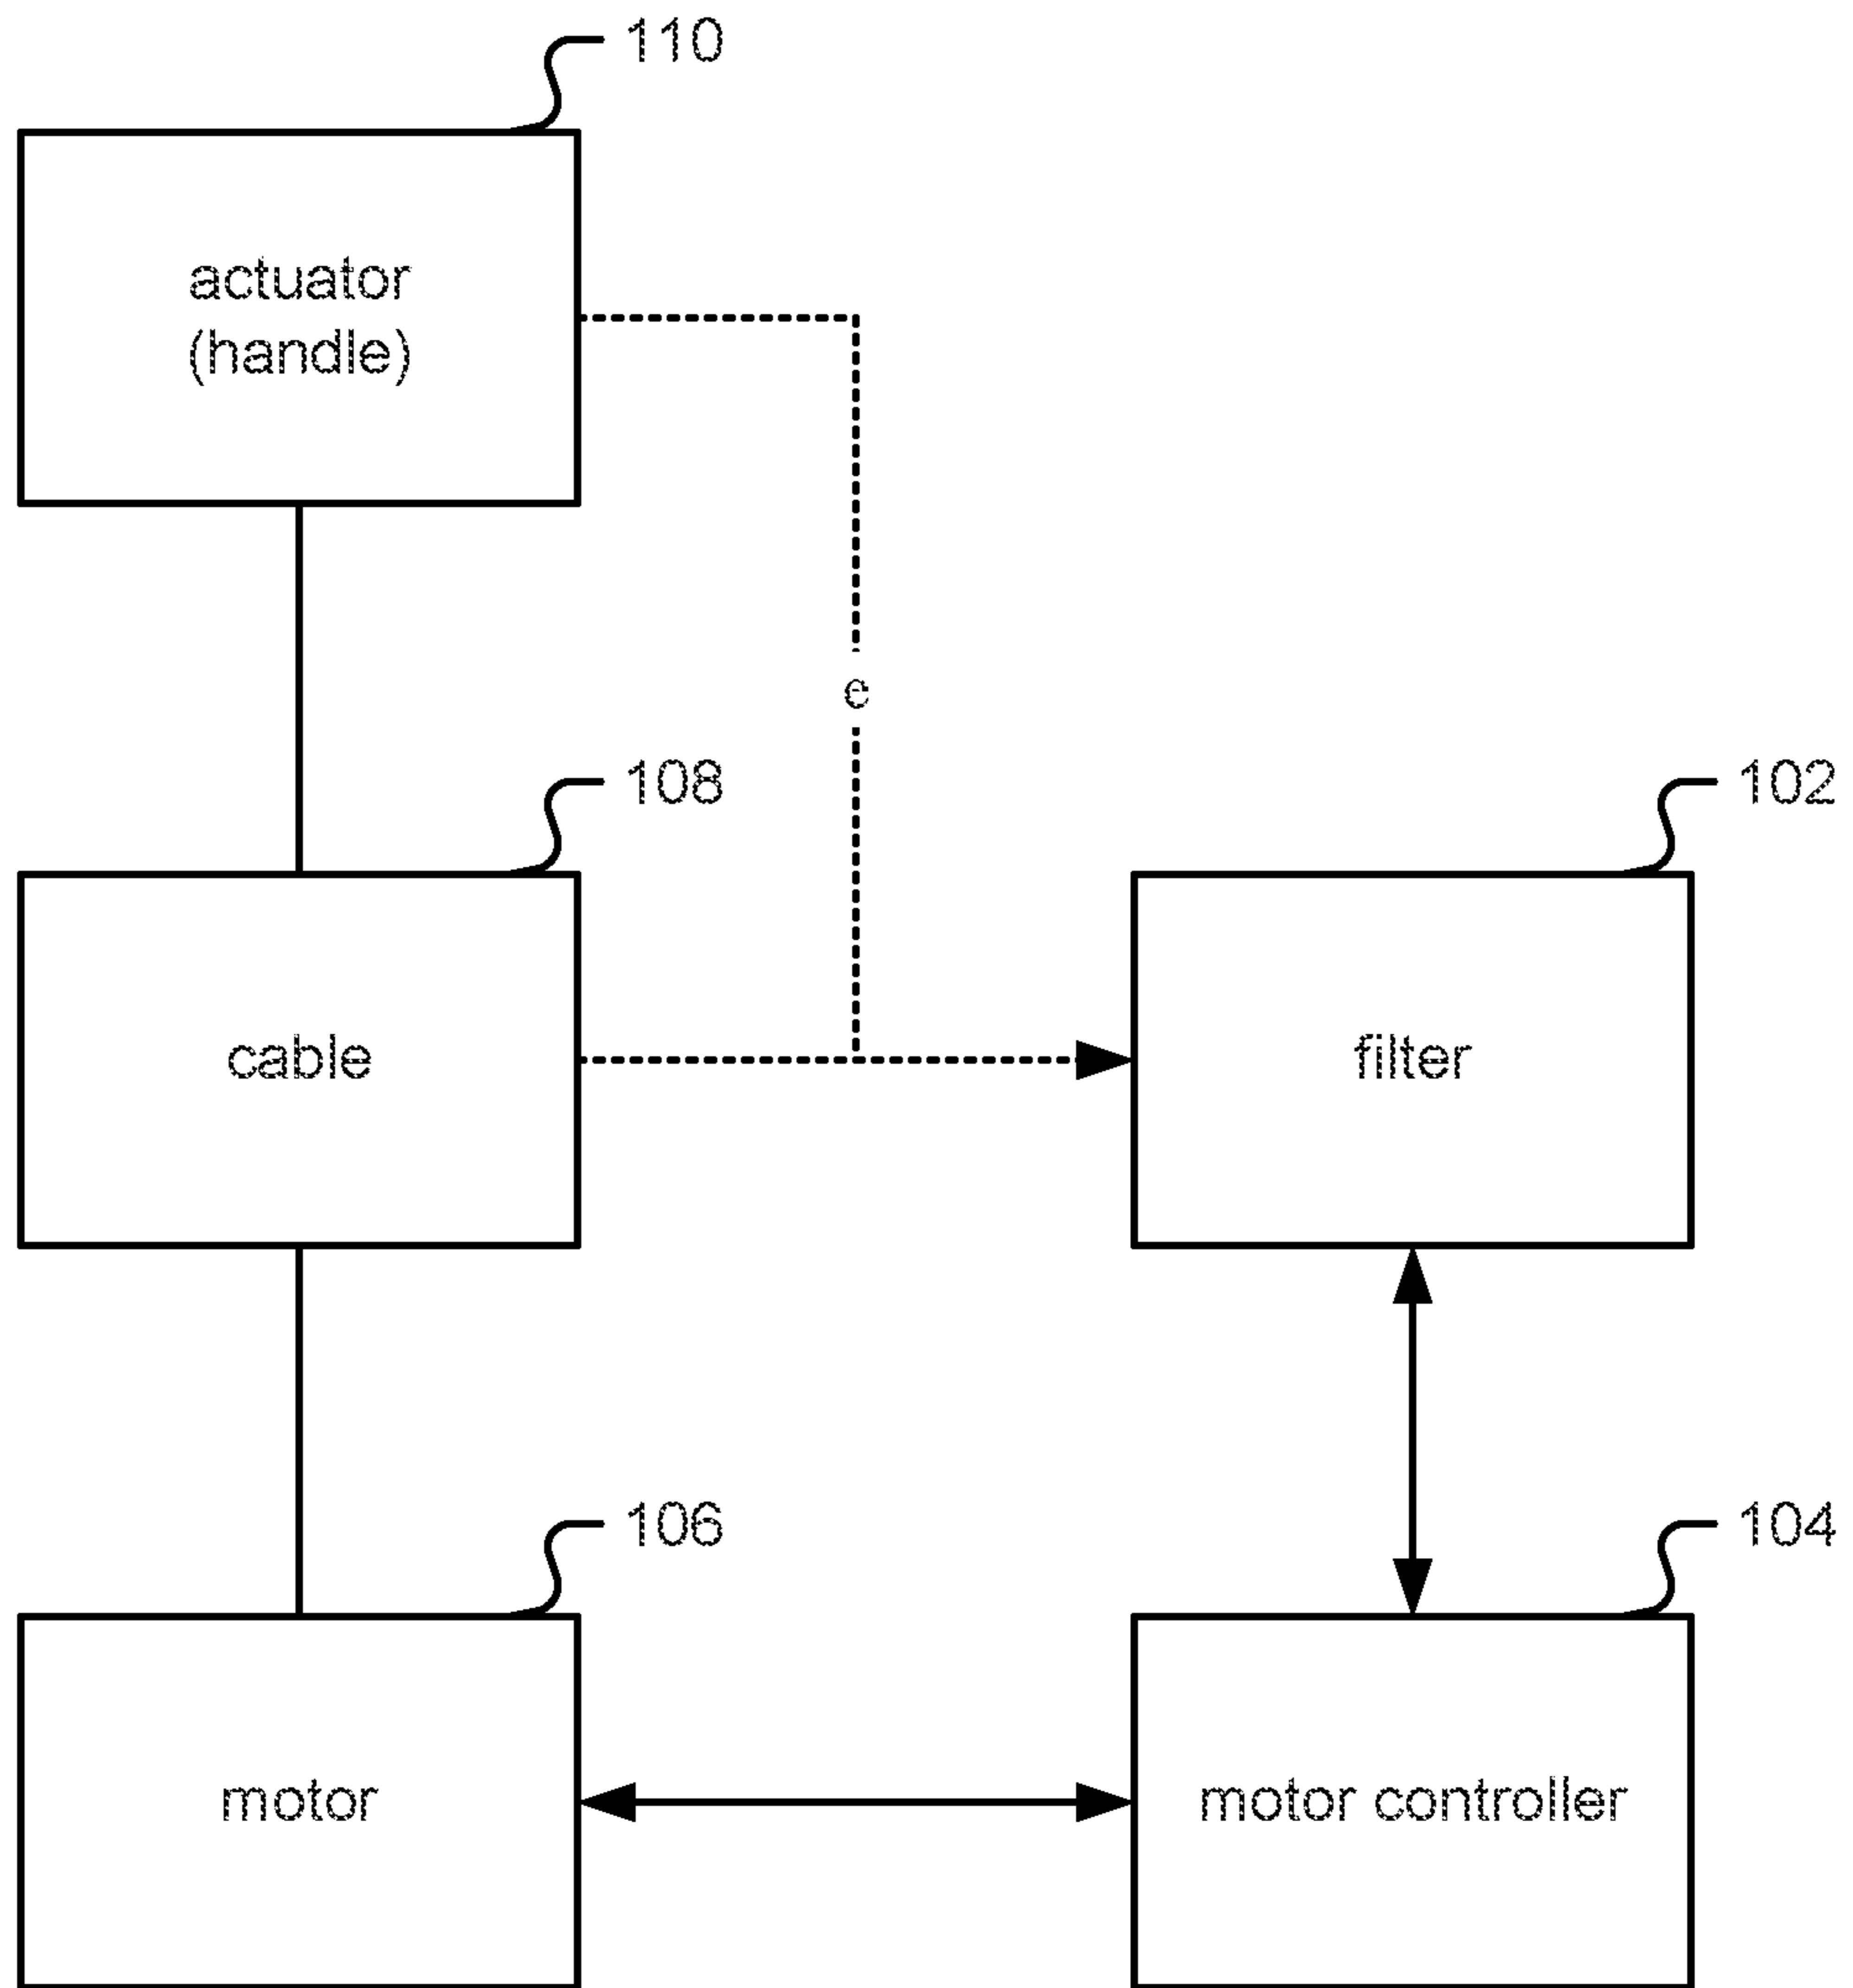 110
actuator
(handle)
e
108
102
cable
filter
106
104
motor
motor controller